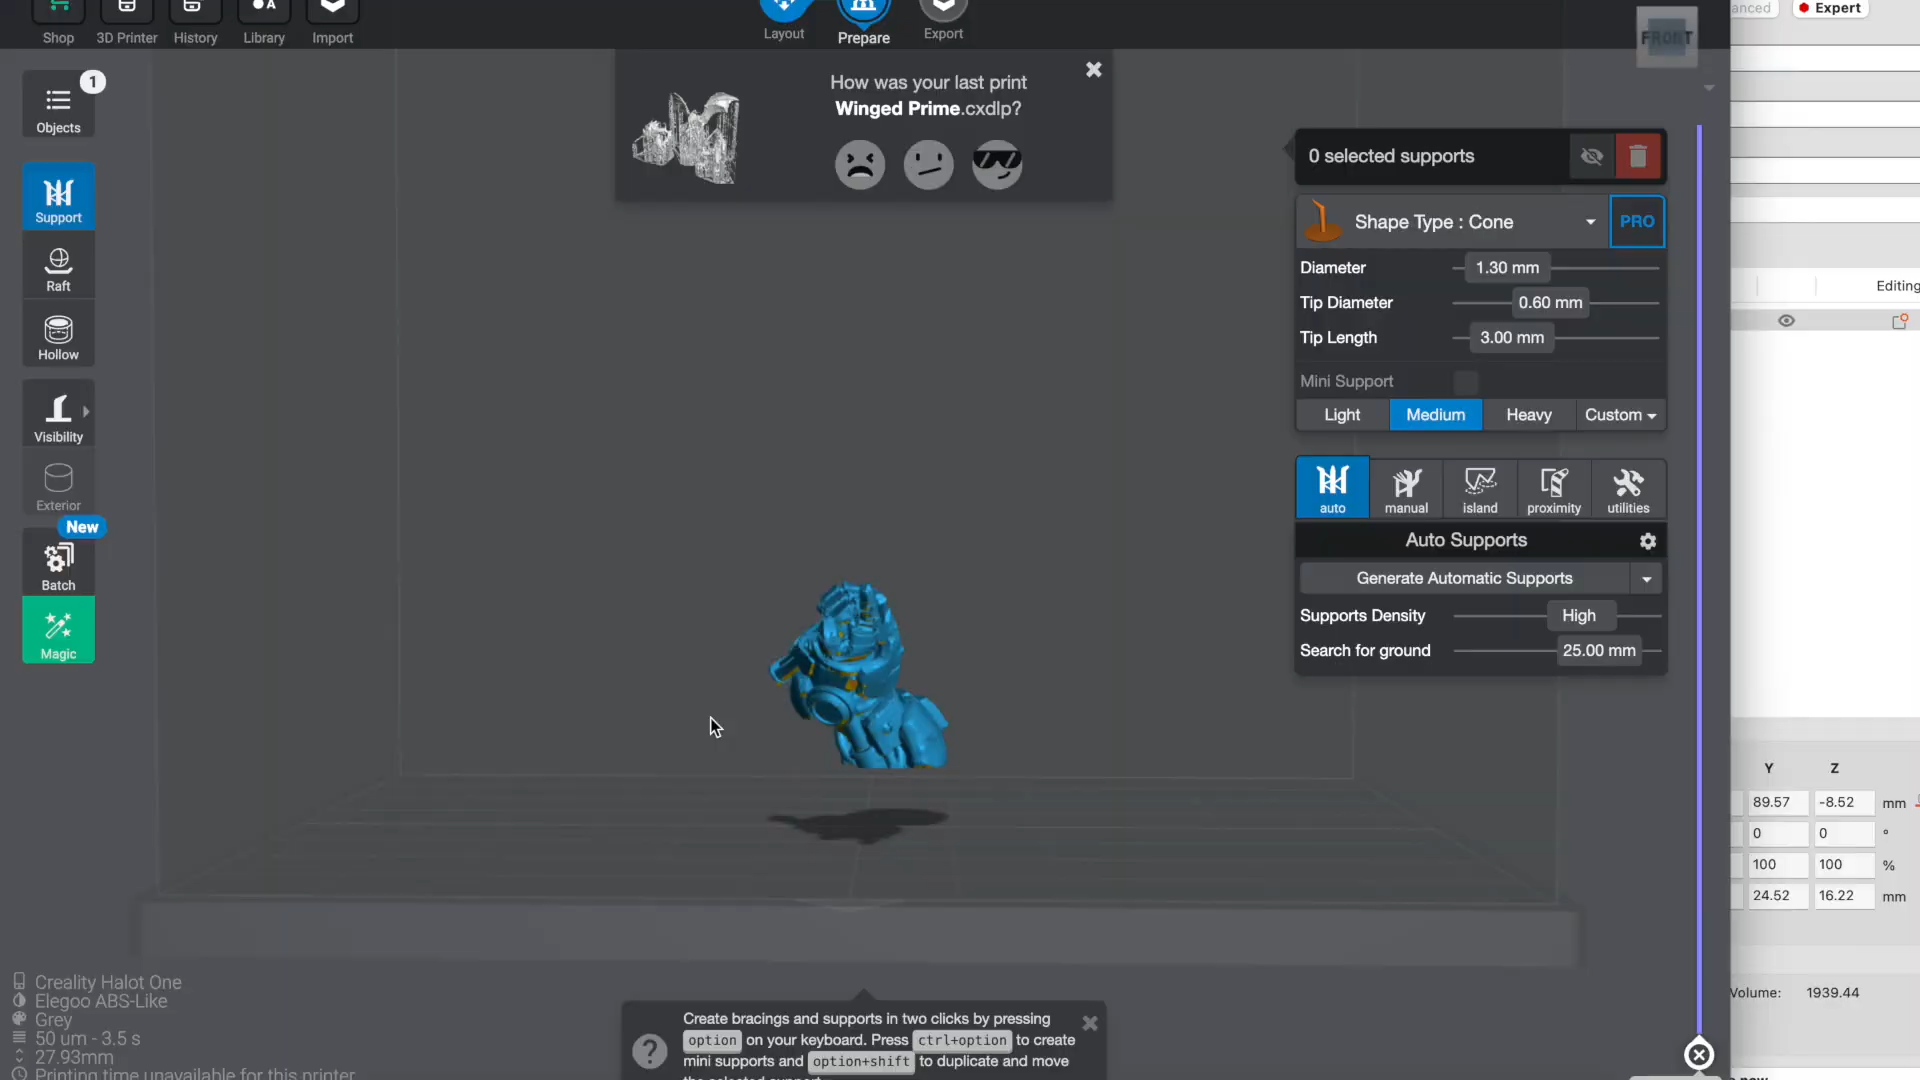 Shop
3D Printer
History
Library
Import
Layout
Prepare
Export
FRONT
anced
Expert
Objects
1
Support
Raft
Hollow
Visibility
Exterior
New
Batch
Magic
How was your last print
Winged Prime.cxdlp?
0 selected supports
Shape Type : Cone
PRO
Diameter
1.30 mm
Tip Diameter
0.60 mm
Tip Length
3.00 mm
Mini Support
Light
Medium
Heavy
Custom
auto
manual
island
proximity
utilities
Auto Supports
Generate Automatic Supports
Supports Density
High
Search for ground
25.00 mm
Editing
Y Z
89.57 -8.52 mm
0 0 °
100 100 %
24.52 16.22 mm
Volume: 1939.44
Creality Halot One
Elegoo ABS-Like
Grey
50 um - 3.5 s
27.93mm
Printing time unavailable for this printer
Create bracings and supports in two clicks by pressing
option on your keyboard. Press ctrl+option to create
mini supports and option+shift to duplicate and move
the selected support